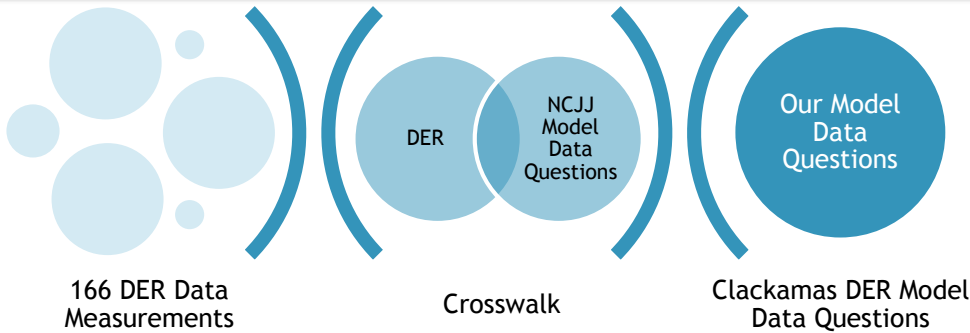 DER
NCJJ
Model
Data
Questions
Our Model
Data
Questions
166 DER Data
Measurements
Crosswalk
Clackamas DER Model
Data Questions